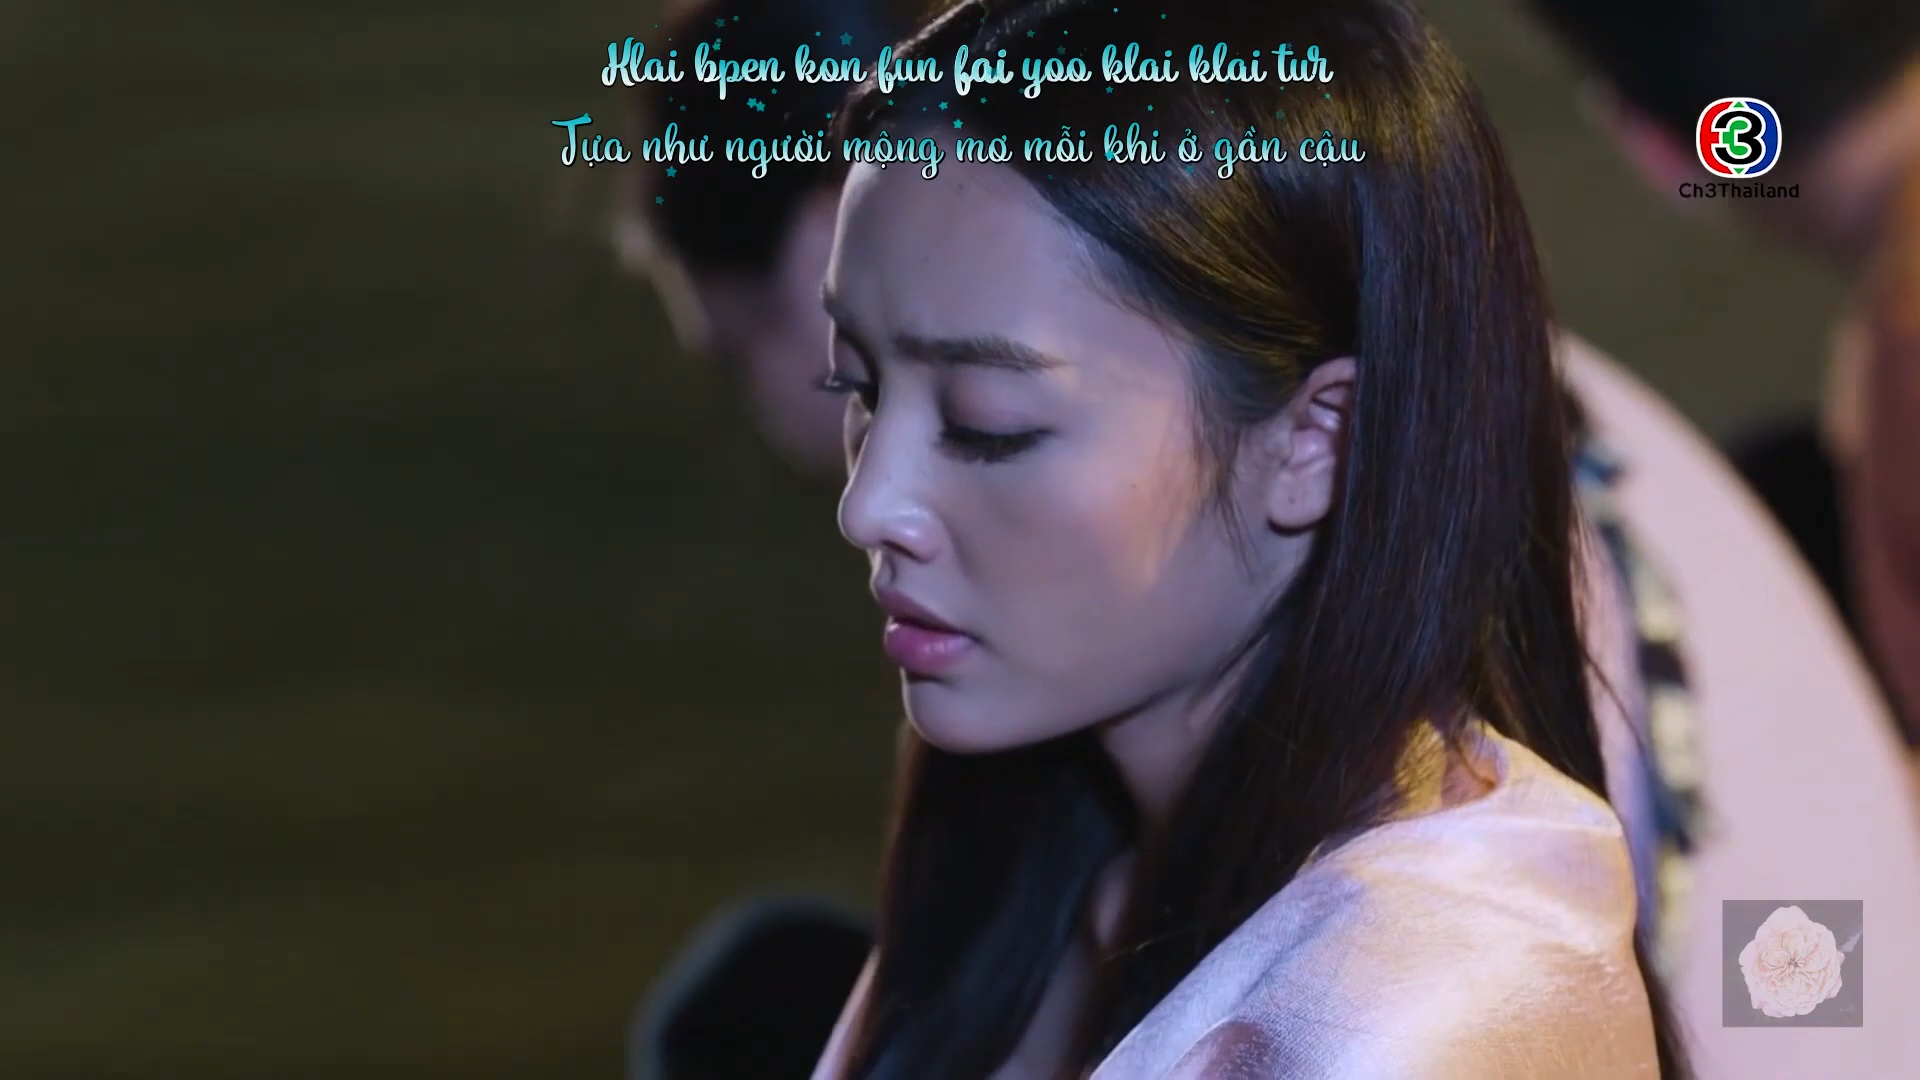 Klai bpen kon fun fai yoo klai klai tur
Tựa như người mộng mơ mỗi khi ở gần cậu
3
Ch3Thailand